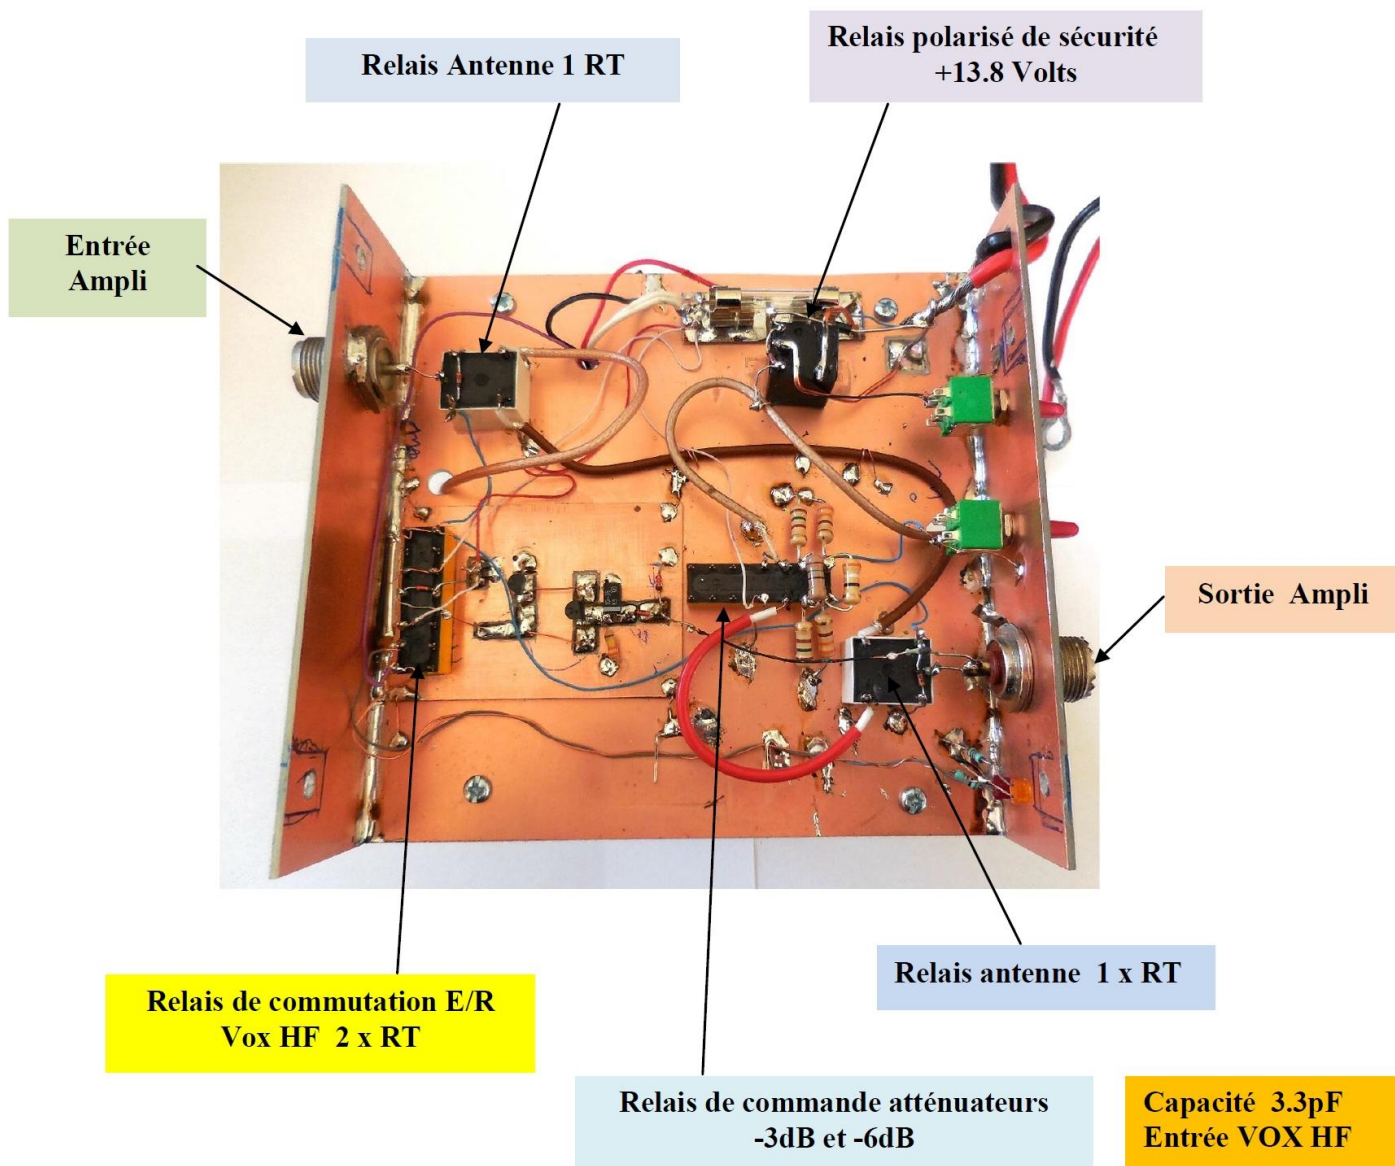 Relais Antenne 1 RT
Relais polarisé de sécurité
+13.8 Volts
Entrée
Ampli
Sortie  Ampli
Relais antenne  1 x RT
Relais de commutation E/R
Vox HF  2 x RT
Relais de commande atténuateurs
-3dB et -6dB
Capacité  3.3pF
Entrée VOX HF